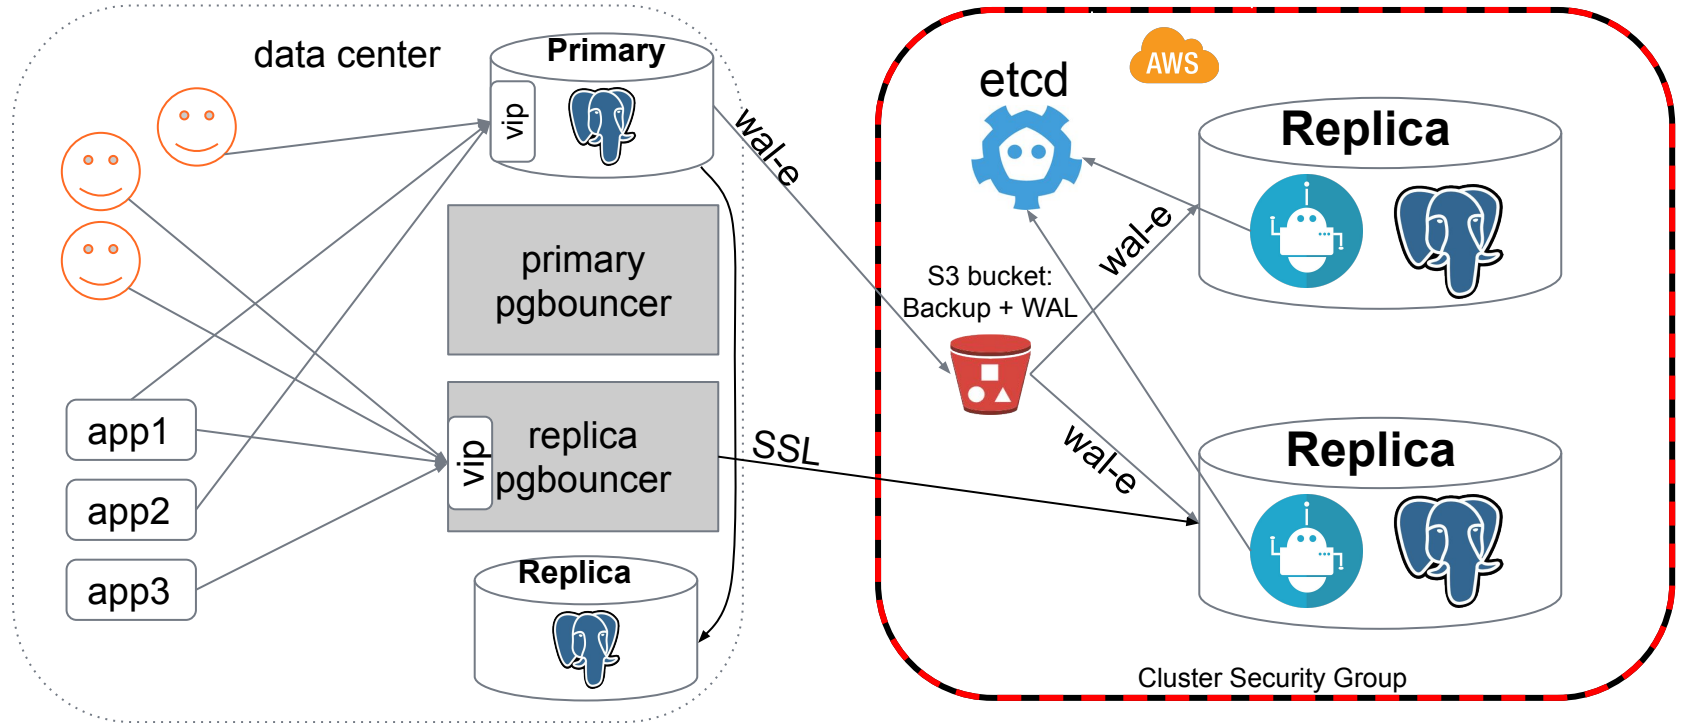 data center
Primary
vip
primary
pgbouncer
replica
pgbouncer
vip
Replica
app1
app2
app3
wal-e
SSL
etcd
AWS
S3 bucket:
Backup + WAL
wal-e
wal-e
Replica
Replica
Cluster Security Group